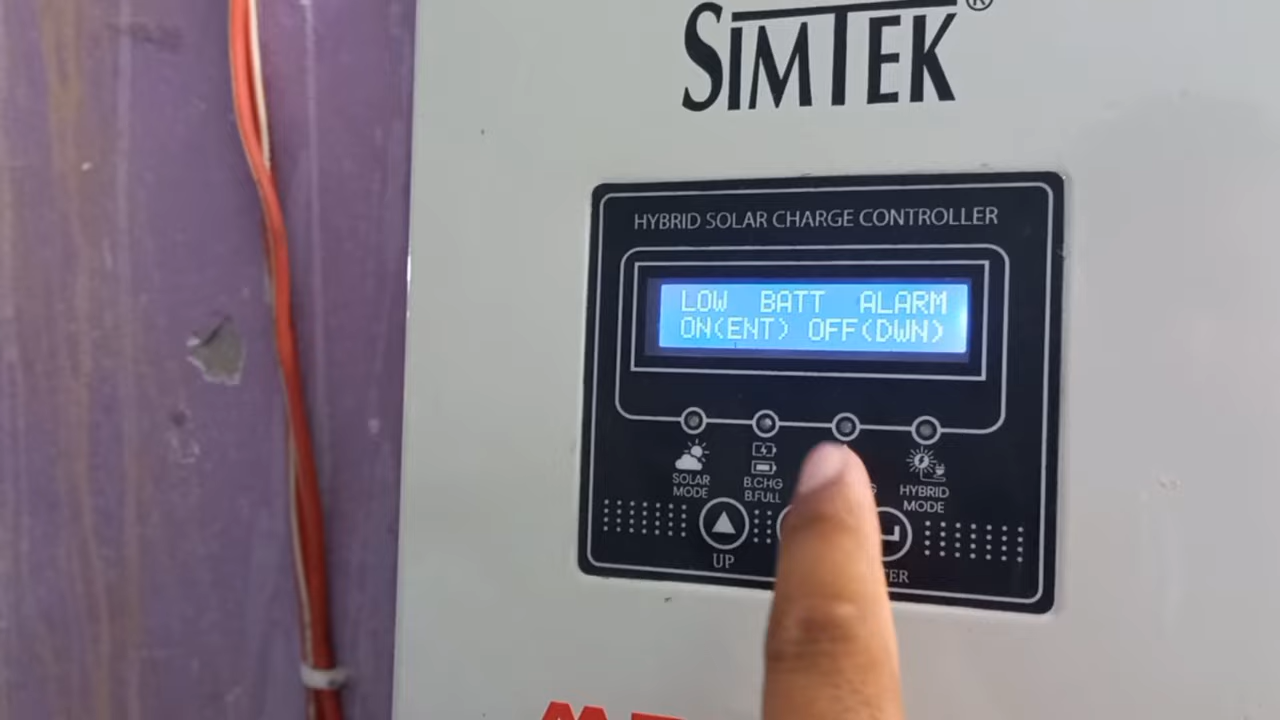 SIMTEK®
HYBRID SOLAR CHARGE CONTROLLER
LOW BATT ALARM
ON(ENT) OFF(DWN)
SOLAR
MODE
B.CHG
B.FULL
HYBRID
MODE
UP